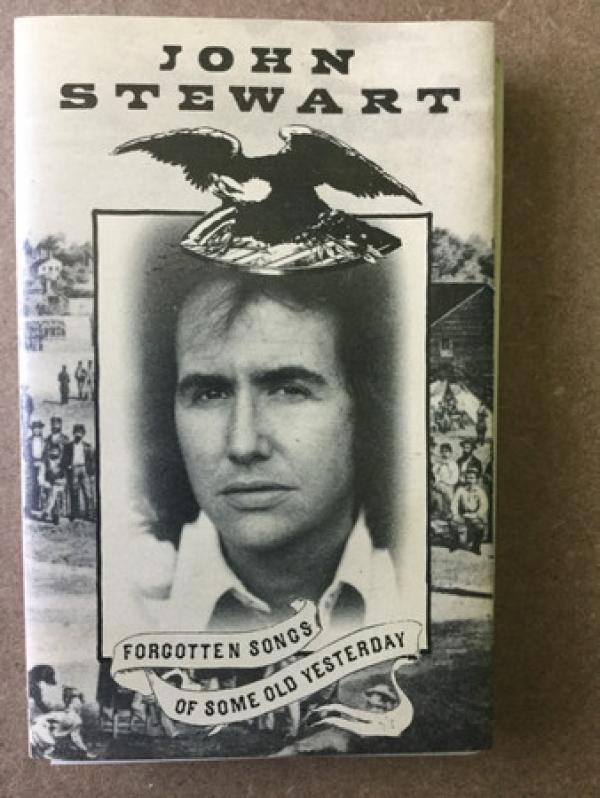 JOHN
STEWART
FORGOTTEN SONGS
OF SOME OLD YESTERDAY